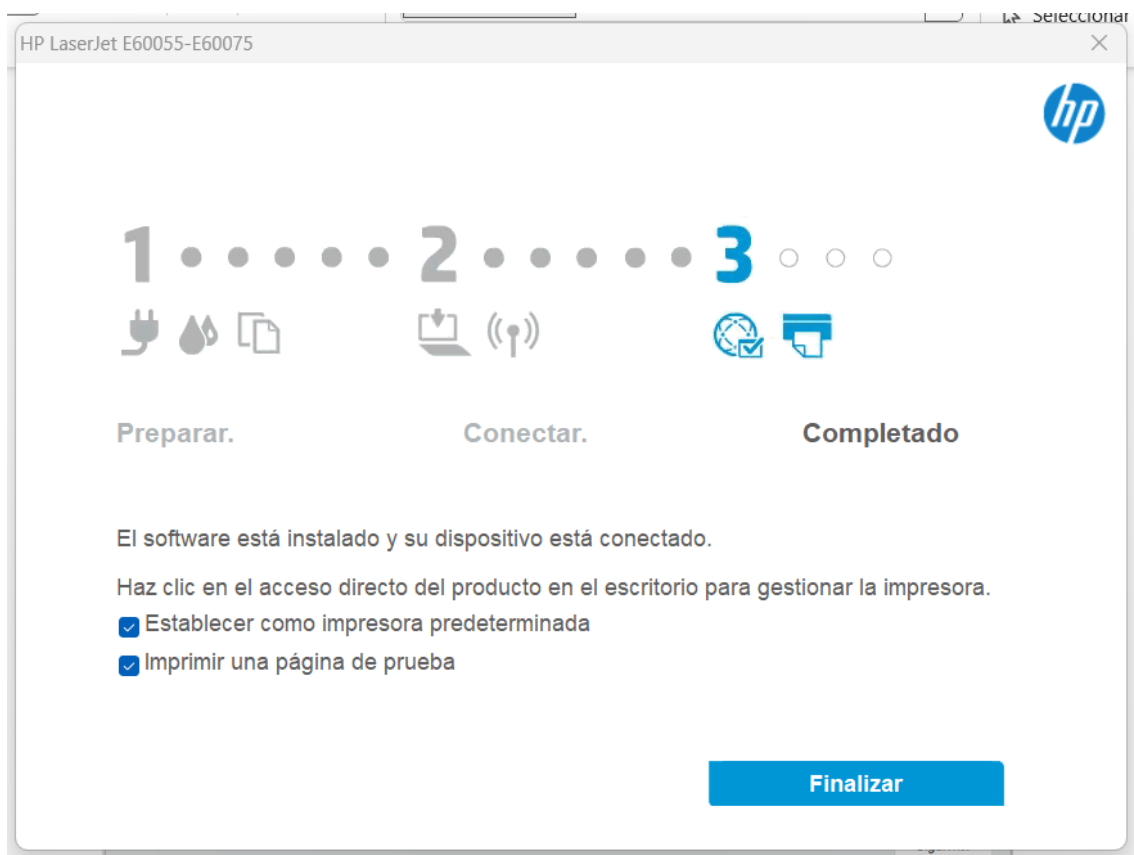 Seleccionar
HP LaserJet E60055-E60075
hp
1 2 3
Preparar. Conectar. Completado
El software está instalado y su dispositivo está conectado.
Haz clic en el acceso directo del producto en el escritorio para gestionar la impresora.
Establecer como impresora predeterminada
Imprimir una página de prueba
Finalizar